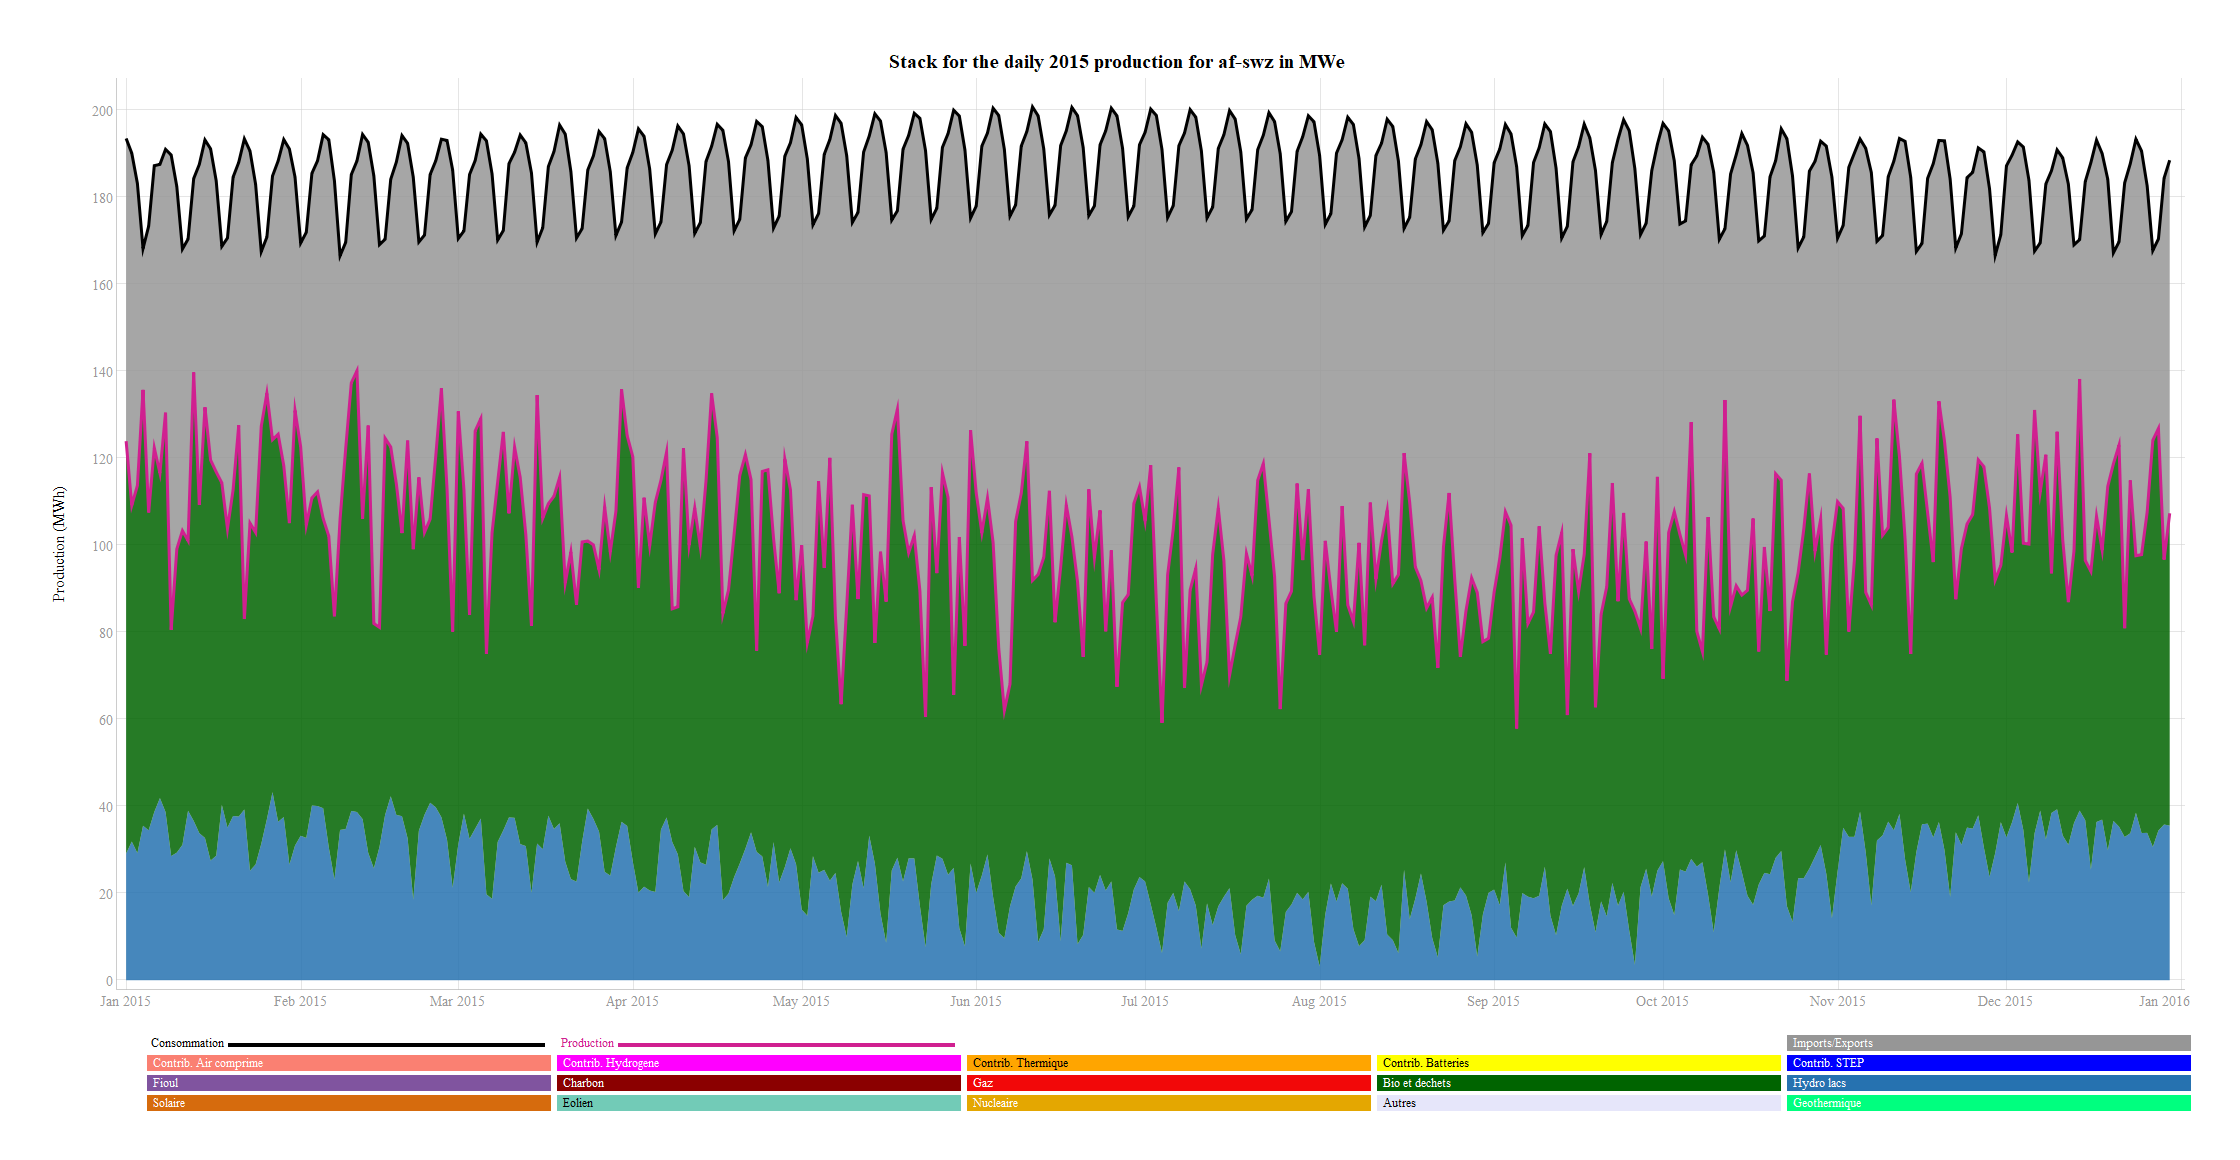 Stack for the daily 2015 production for af-swz in MWe
200
180
160
140
120
100
80
60
40
20
0
Production (MWh)
Jan 2015 Feb 2015 Mar 2015 Apr 2015 May 2015 Jun 2015 Jul 2015 Aug 2015 Sep 2015 Oct 2015 Nov 2015 Dec 2015 Jan 2016
Consommation Production Imports/Exports
Contrib. Air comprime Contrib. Hydrogene Contrib. Thermique Contrib. Batteries Contrib. STEP
Fioul Charbon Gaz Bio et dechets Hydro lacs
Solaire Eolien Nucleaire Autres Geothermique